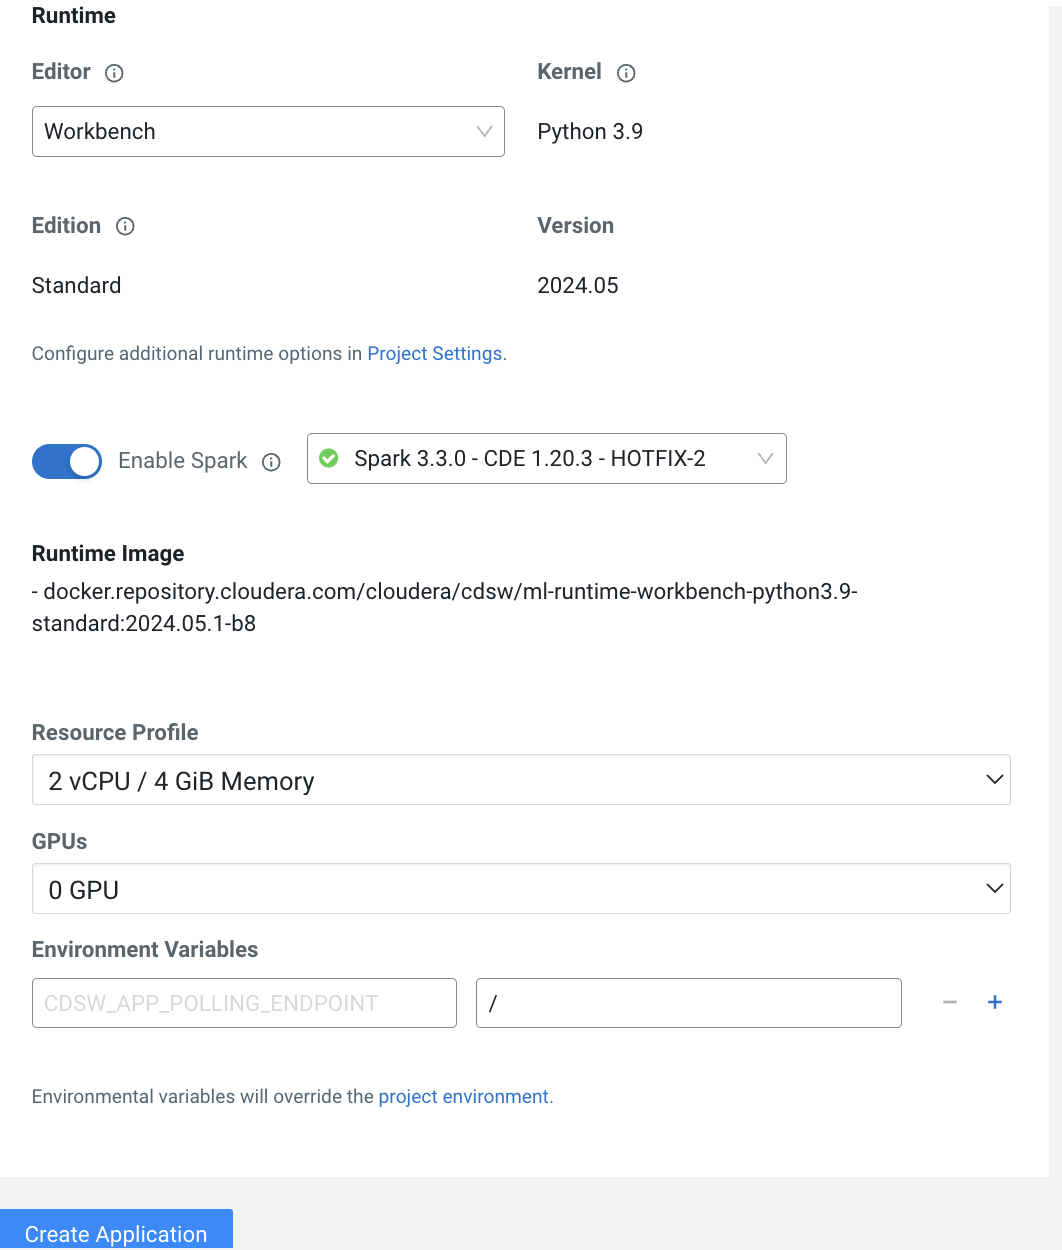 Runtime
Editor
Kernel
Workbench
Python 3.9
Edition
Version
Standard
2024.05
Configure additional runtime options in Project Settings.
Enable Spark
Spark 3.3.0 - CDE 1.20.3 - HOTFIX-2
Runtime Image
- docker.repository.cloudera.com/cloudera/cdsw/ml-runtime-workbench-python3.9-
standard:2024.05.1-b8
Resource Profile
2 vCPU / 4 GiB Memory
GPUs
0 GPU
Environment Variables
CDSW_APP_POLLING_ENDPOINT
/
Environmental variables will override the project environment.
Create Application